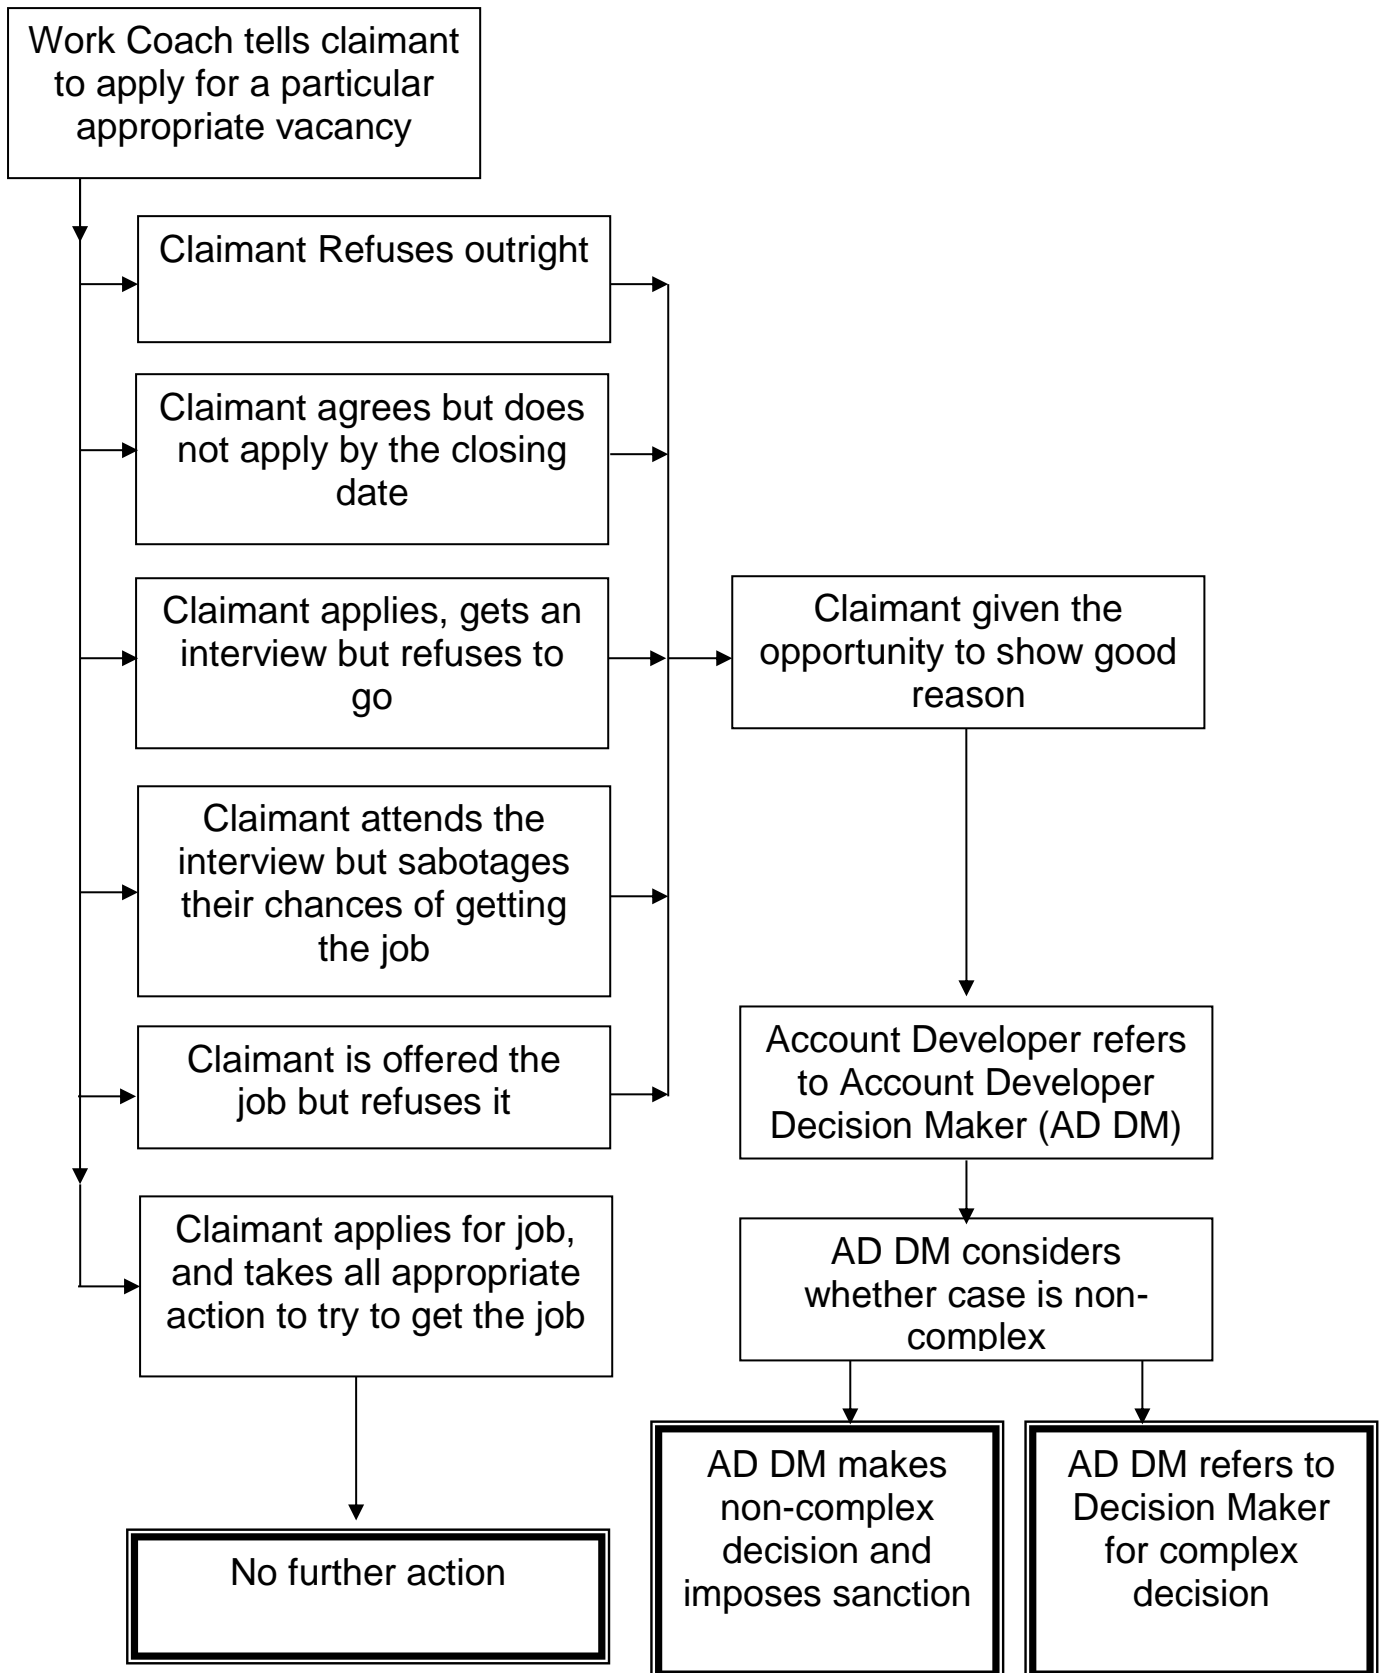 Work Coach tells claimant
to apply for a particular
appropriate vacancy
Claimant Refuses outright
Claimant agrees but does
not apply by the closing
date
Claimant applies, gets an
interview but refuses to
go
Claimant attends the
interview but sabotages
their chances of getting
the job
Claimant is offered the
job but refuses it
Claimant applies for job,
and takes all appropriate
action to try to get the job
No further action
Claimant given the
opportunity to show good
reason
Account Developer refers
to Account Developer
Decision Maker (AD DM)
AD DM considers
whether case is non-
complex
AD DM makes
non-complex
decision and
imposes sanction
AD DM refers to
Decision Maker
for complex
decision